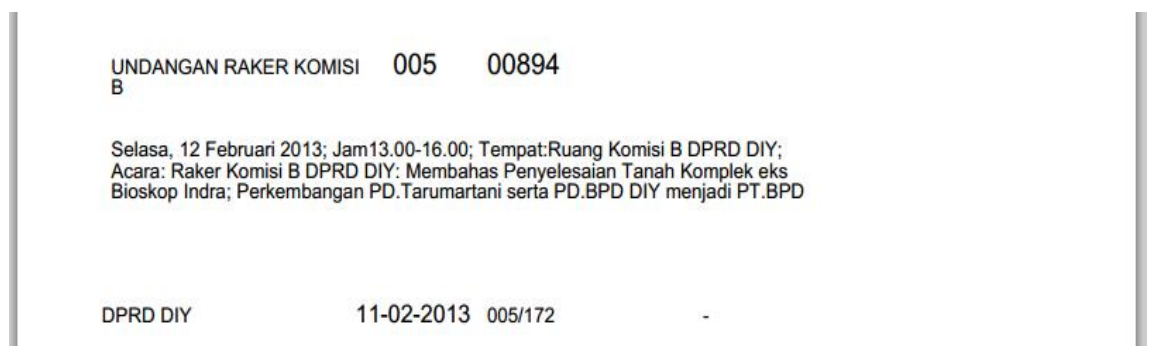 UNDANGAN RAKER KOMISI 005 00894
B
Selasa, 12 Februari 2013; Jam13.00-16.00; Tempat:Ruang Komisi B DPRD DIY;
Acara: Raker Komisi B DPRD DIY: Membahas Penyelesaian Tanah Komplek eks
Bioskop Indra; Perkembangan PD.Tarumartani serta PD.BPD DIY menjadi PT.BPD
DPRD DIY 11-02-2013 005/172 -